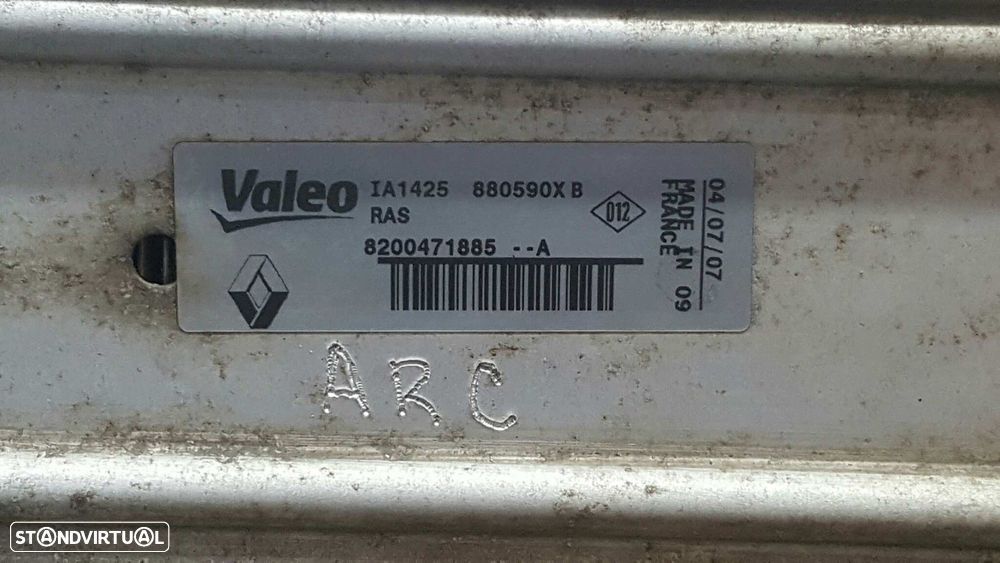 Valeo IA1425 880590X B
RAS
012
8200471885 --A
04/07/07
MADE IN 09
FRANCE
ARC
STANDVIRTUAL